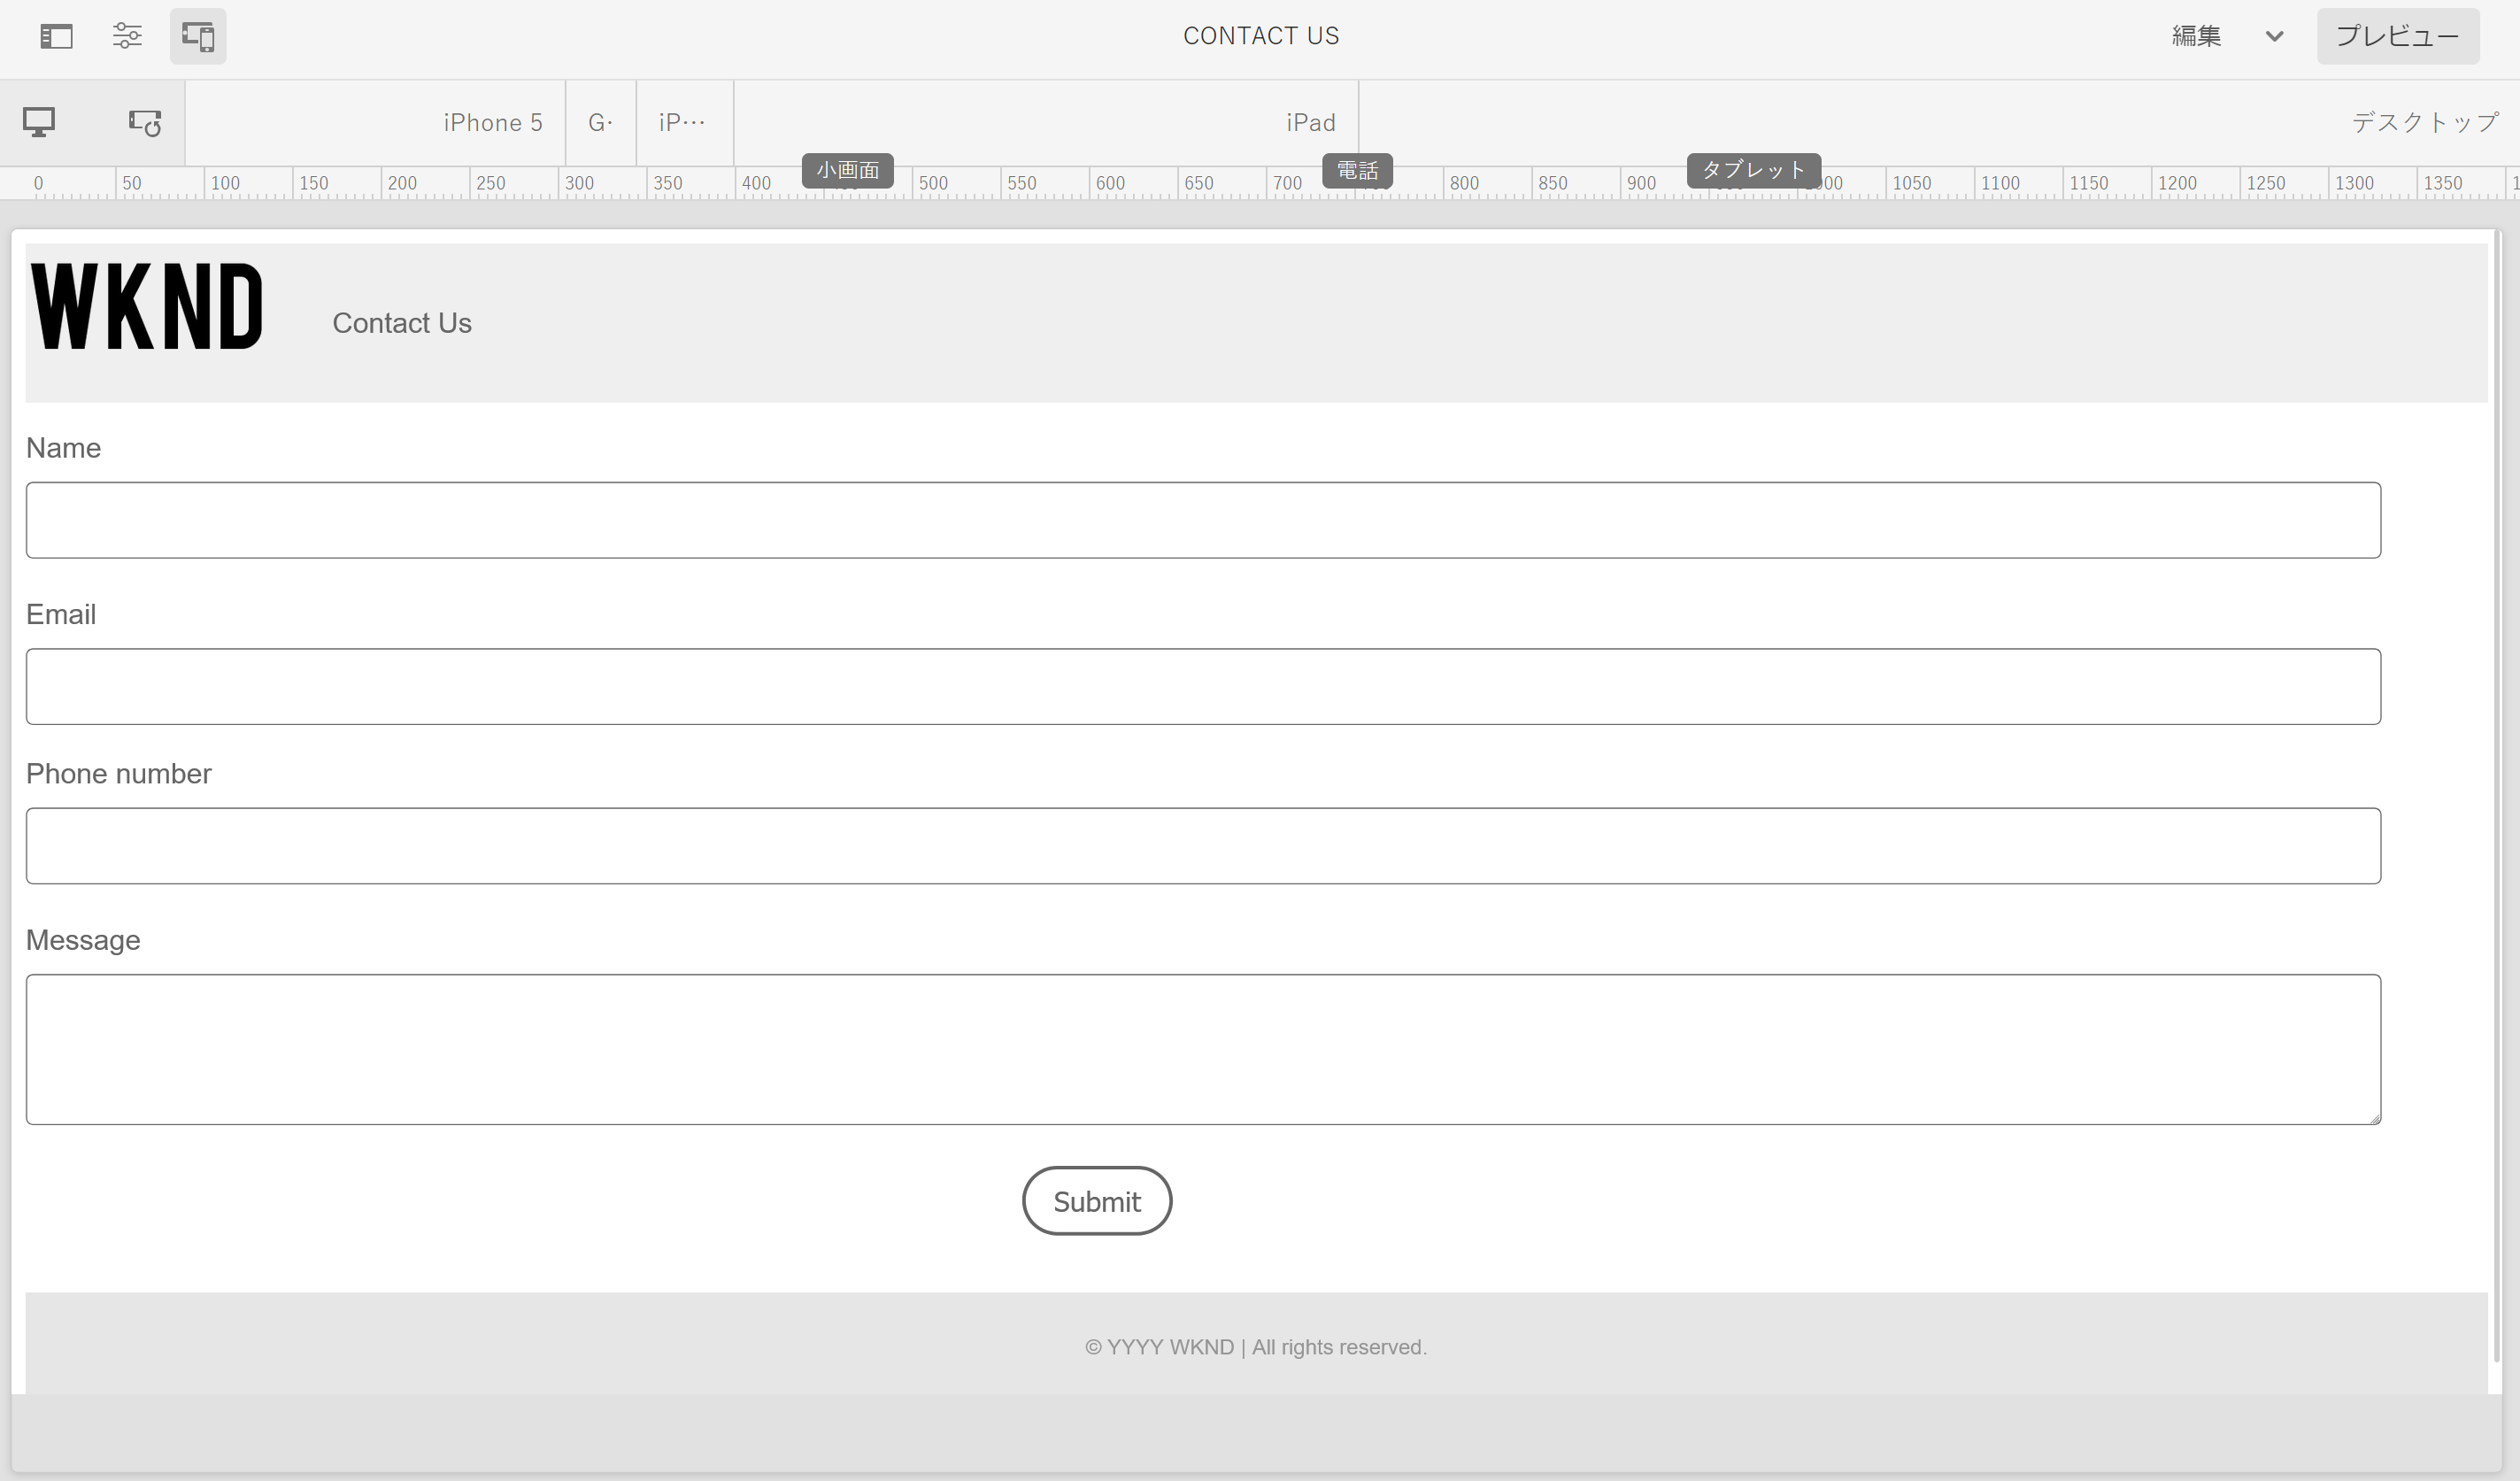 CONTACT US
編集
プレビュー
iPhone 5
G·
iP…
iPad
デスクトップ
小画面
電話
タブレット
0 50 100 150 200 250 300 350 400 500 550 600 650 700 800 850 900 1050 1100 1150 1200 1250 1300 1350
WKND
Contact Us
Name
Email
Phone number
Message
Submit
© YYYY WKND | All rights reserved.